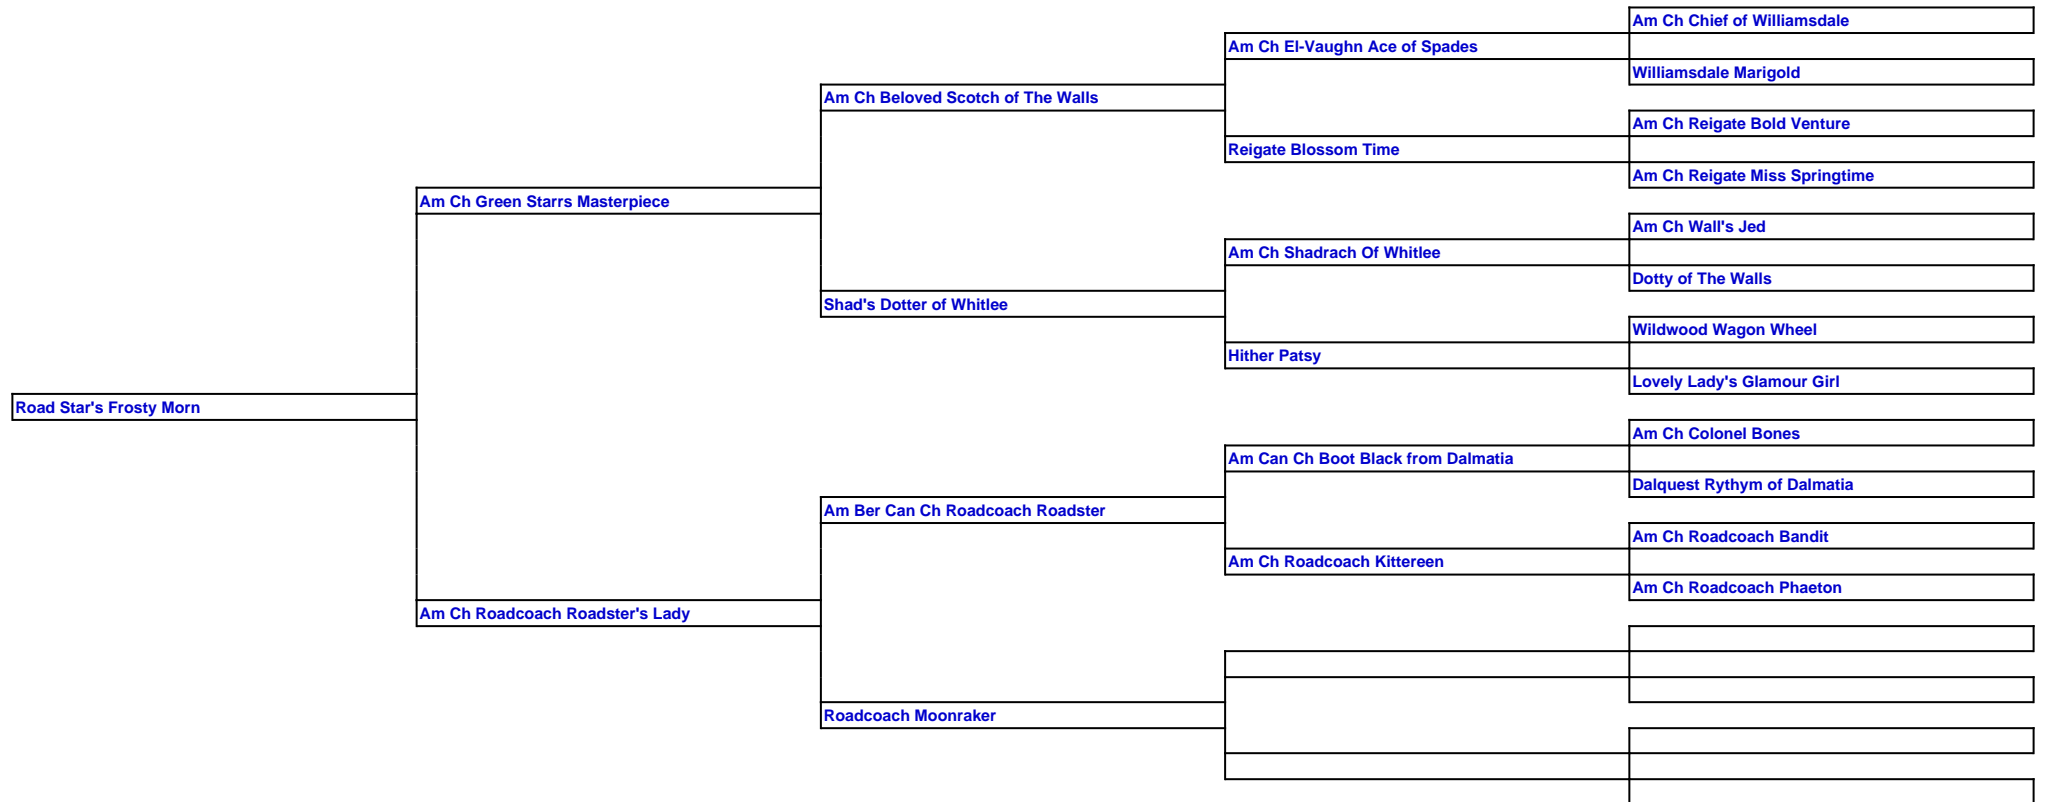 Am Ch Chief of Williamsdale
Am Ch El-Vaughn Ace of Spades
Williamsdale Marigold
Am Ch Beloved Scotch of The Walls
Am Ch Reigate Bold Venture
Reigate Blossom Time
Am Ch Reigate Miss Springtime
Am Ch Green Starrs Masterpiece
Am Ch Wall's Jed
Am Ch Shadrach Of Whitlee
Dotty of The Walls
Shad's Dotter of Whitlee
Wildwood Wagon Wheel
Hither Patsy
Lovely Lady's Glamour Girl
Road Star's Frosty Morn
Am Ch Colonel Bones
Am Can Ch Boot Black from Dalmatia
Dalquest Rythym of Dalmatia
Am Ber Can Ch Roadcoach Roadster
Am Ch Roadcoach Bandit
Am Ch Roadcoach Kittereen
Am Ch Roadcoach Phaeton
Am Ch Roadcoach Roadster's Lady
Roadcoach Moonraker